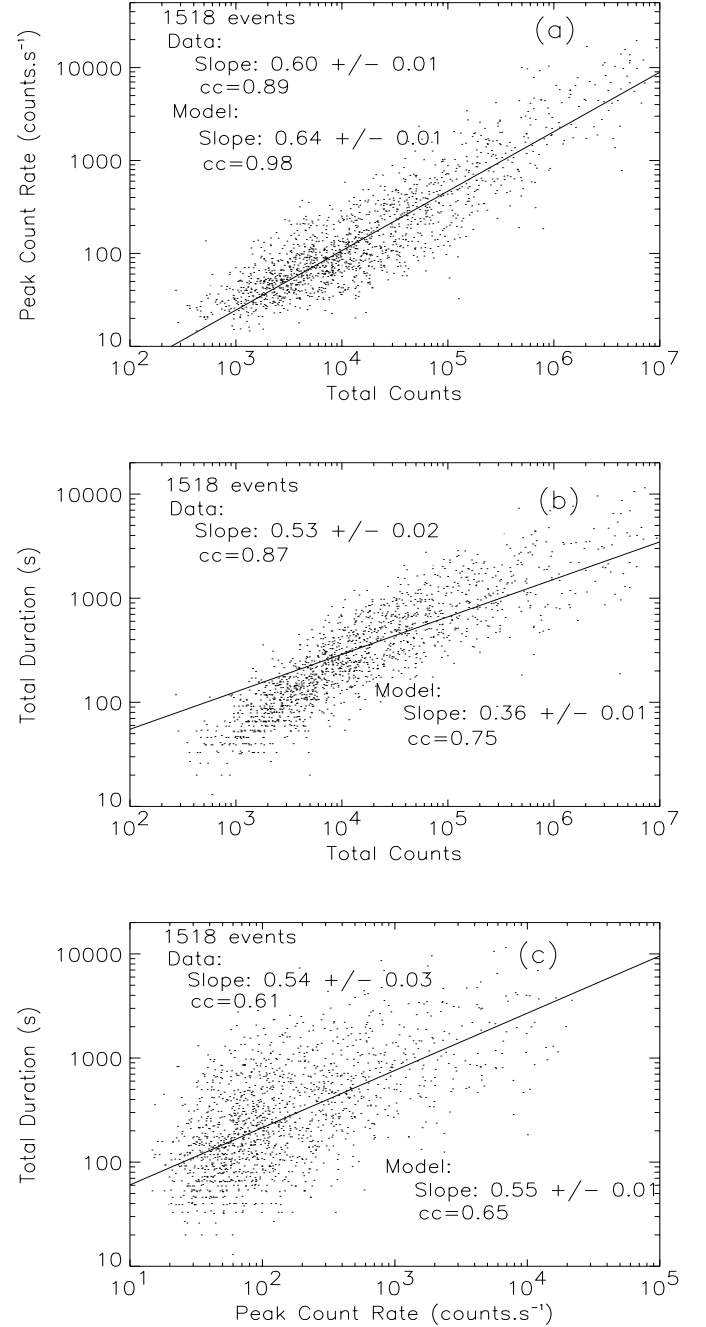 1518 events
(a)
Data:
Slope: 0.60 +/− 0.01
cc=0.89
Model:
Slope: 0.64 +/− 0.01
cc=0.98
Peak Count Rate (counts.s⁻¹)
10000
1000
100
10
10² 10³ 10⁴ 10⁵ 10⁶ 10⁷
Total Counts
1518 events
(b)
Data:
Slope: 0.53 +/− 0.02
cc=0.87
Model:
Slope: 0.36 +/− 0.01
cc=0.75
Total Duration (s)
10000
1000
100
10
10² 10³ 10⁴ 10⁵ 10⁶ 10⁷
Total Counts
1518 events
(c)
Data:
Slope: 0.54 +/− 0.03
cc=0.61
Model:
Slope: 0.55 +/− 0.01
cc=0.65
Total Duration (s)
10000
1000
100
10
10¹ 10² 10³ 10⁴ 10⁵
Peak Count Rate (counts.s⁻¹)